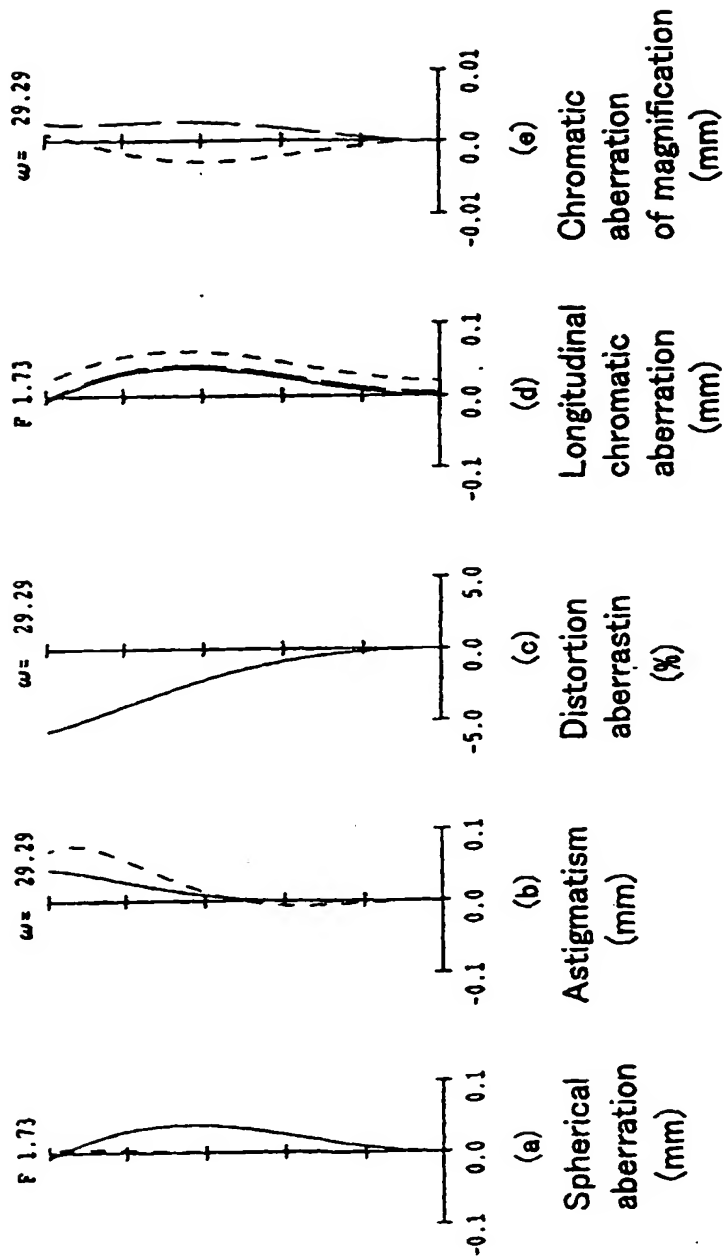 F 1.73
-0.1 0.0 0.1
(a)
Spherical
aberration
(mm)
ω= 29.29
-0.1 0.0 0.1
(b)
Astigmatism
(mm)
ω= 29.29
-5.0 0.0 5.0
(c)
Distortion
aberrastin
(%)
F 1.73
-0.1 0.0 0.1
(d)
Longitudinal
chromatic
aberration
(mm)
ω= 29.29
-0.01 0.0 0.01
(e)
Chromatic
aberration
of magnification
(mm)